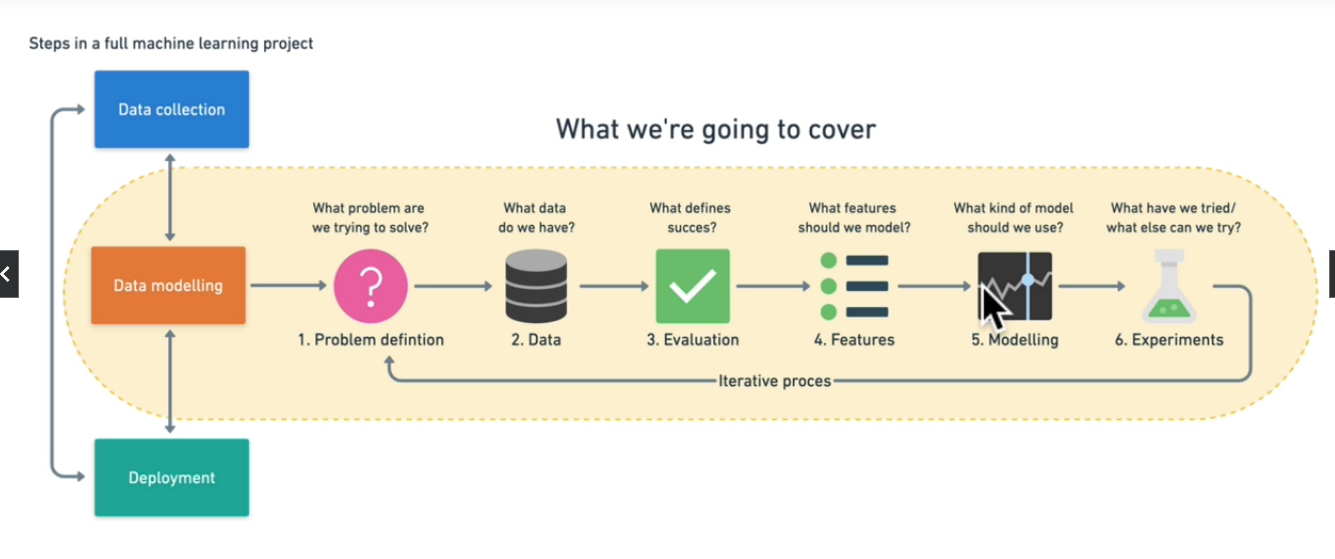 Steps in a full machine learning project
Data collection
What we're going to cover
What problem are
we trying to solve?
What data
do we have?
What defines
succes?
What features
should we model?
What kind of model
should we use?
What have we tried/
what else can we try?
Data modelling
?
1. Problem defintion
2. Data
3. Evaluation
4. Features
5. Modelling
6. Experiments
Iterative proces
Deployment